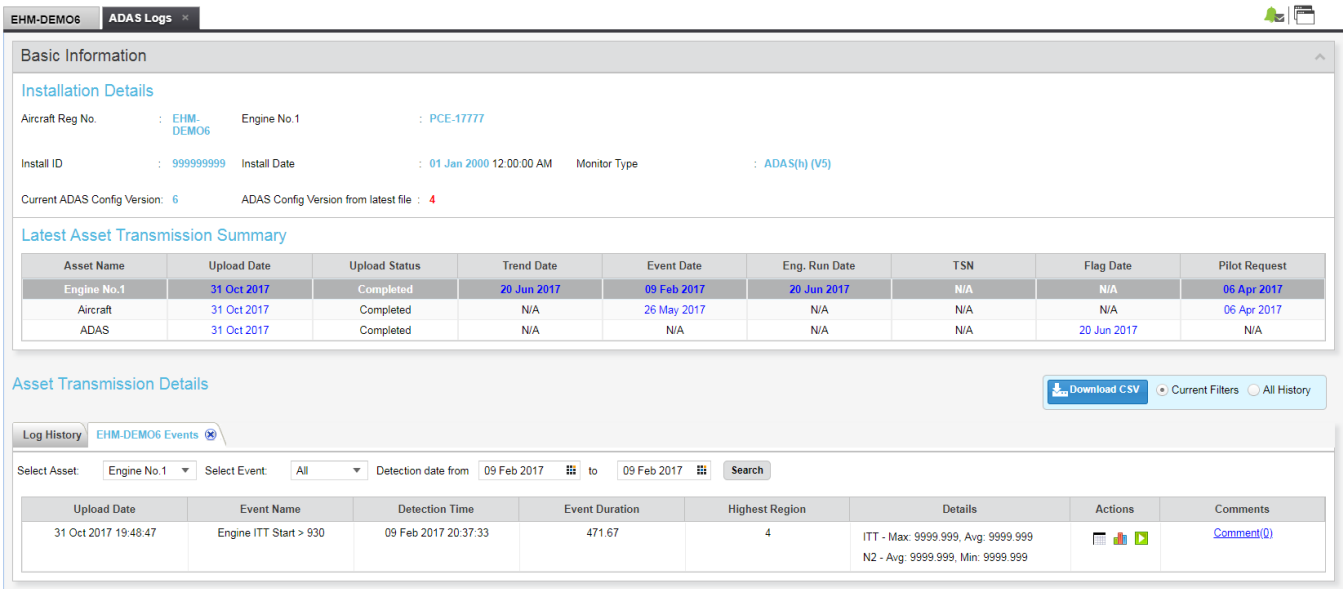 EHM-DEMO6 ADAS Logs ×
Basic Information
Installation Details
Aircraft Reg No. : EHM-DEMO6 Engine No.1 : PCE-17777
Install ID : 999999999 Install Date : 01 Jan 2000 12:00:00 AM Monitor Type : ADAS(h) (V5)
Current ADAS Config Version: 6 ADAS Config Version from latest file : 4
Latest Asset Transmission Summary
Asset Name Upload Date Upload Status Trend Date Event Date Eng. Run Date TSN Flag Date Pilot Request
Engine No.1 31 Oct 2017 Completed 20 Jun 2017 09 Feb 2017 20 Jun 2017 N/A N/A 06 Apr 2017
Aircraft 31 Oct 2017 Completed N/A 26 May 2017 N/A N/A N/A 06 Apr 2017
ADAS 31 Oct 2017 Completed N/A N/A N/A N/A 20 Jun 2017 N/A
Asset Transmission Details
Download CSV Current Filters All History
Log History EHM-DEMO6 Events
Select Asset: Engine No.1 Select Event: All Detection date from 09 Feb 2017 to 09 Feb 2017 Search
Upload Date Event Name Detection Time Event Duration Highest Region Details Actions Comments
31 Oct 2017 19:48:47 Engine ITT Start > 930 09 Feb 2017 20:37:33 471.67 4 ITT - Max: 9999.999, Avg: 9999.999 Comment(0)
N2 - Avg: 9999.999, Min: 9999.999